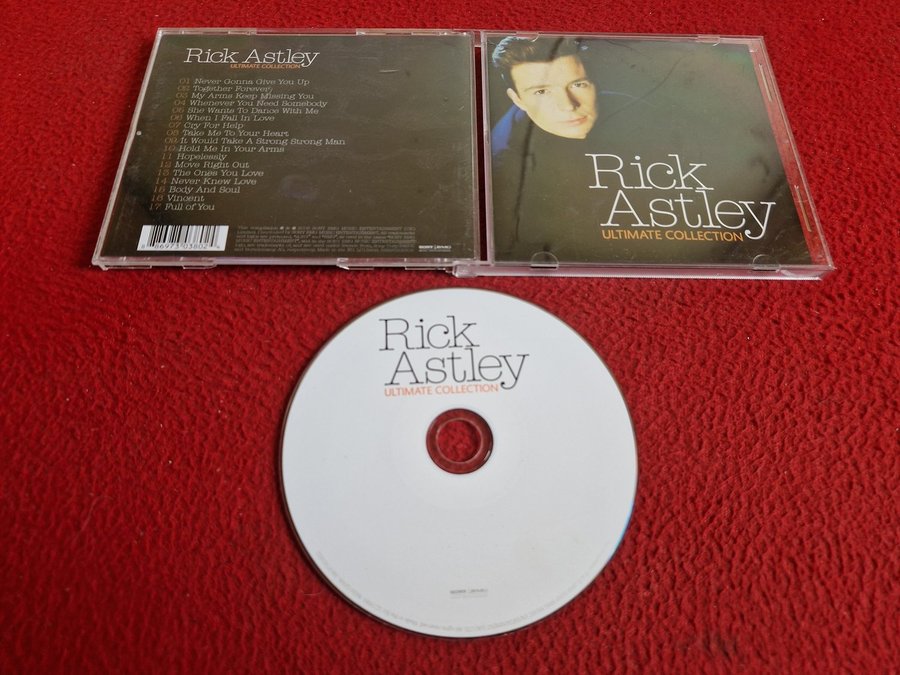 Rick Astley
ULTIMATE COLLECTION
01 Never Gonna Give You Up
02 Together Forever
03 My Arms Keep Missing You
04 Whenever You Need Somebody
05 She Wants To Dance With Me
06 When I Fall In Love
07 Cry For Help
08 Take Me To Your Heart
09 It Would Take A Strong Strong Man
10 Hold Me In Your Arms
11 Hopelessly
12 Move Right Out
13 The Ones You Love
14 Never Knew Love
15 Body And Soul
16 Vincent
17 Full of You
Rick
Astley
ULTIMATE COLLECTION
Rick
Astley
ULTIMATE COLLECTION